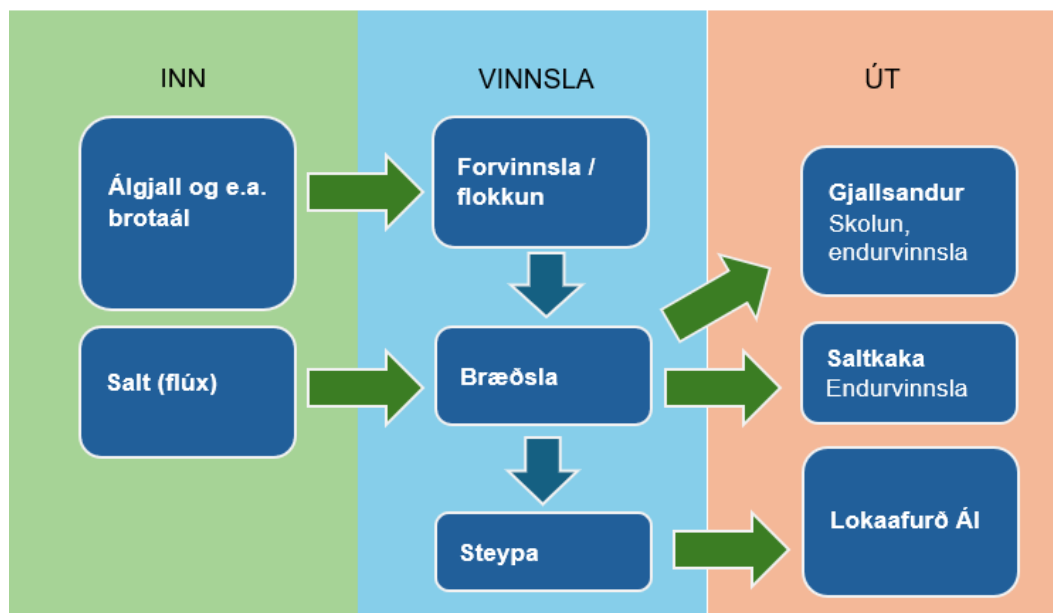 INN
Álgjall og e.a.
brotaál
Salt (flúx)
VINNSLA
Forvinnsla /
flokkun
Bræðsla
Steypa
ÚT
Gjallsandur
Skolun,
endurvinnsla
Saltkaka
Endurvinnsla
Lokaafurð Ál